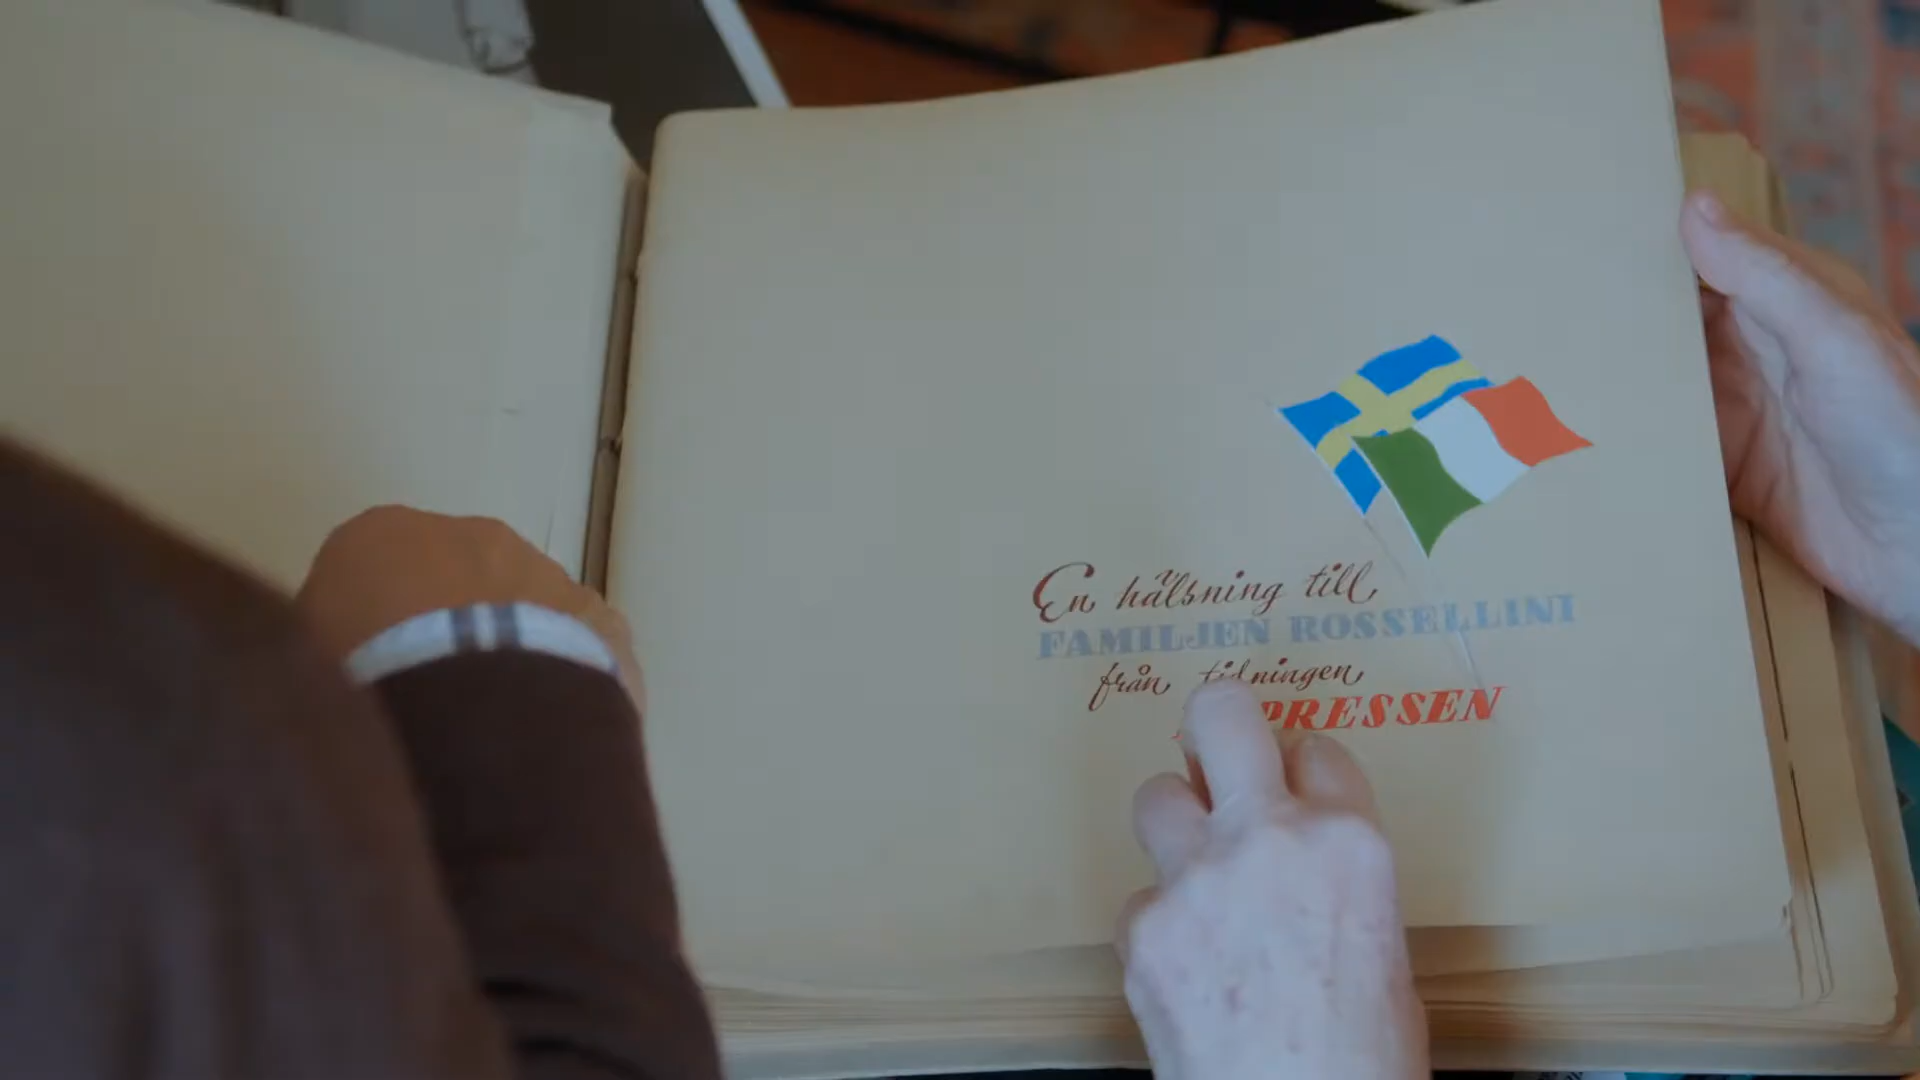 En hälsning till
FAMILJEN ROSSELLINI
från tidningen
PRESSEN